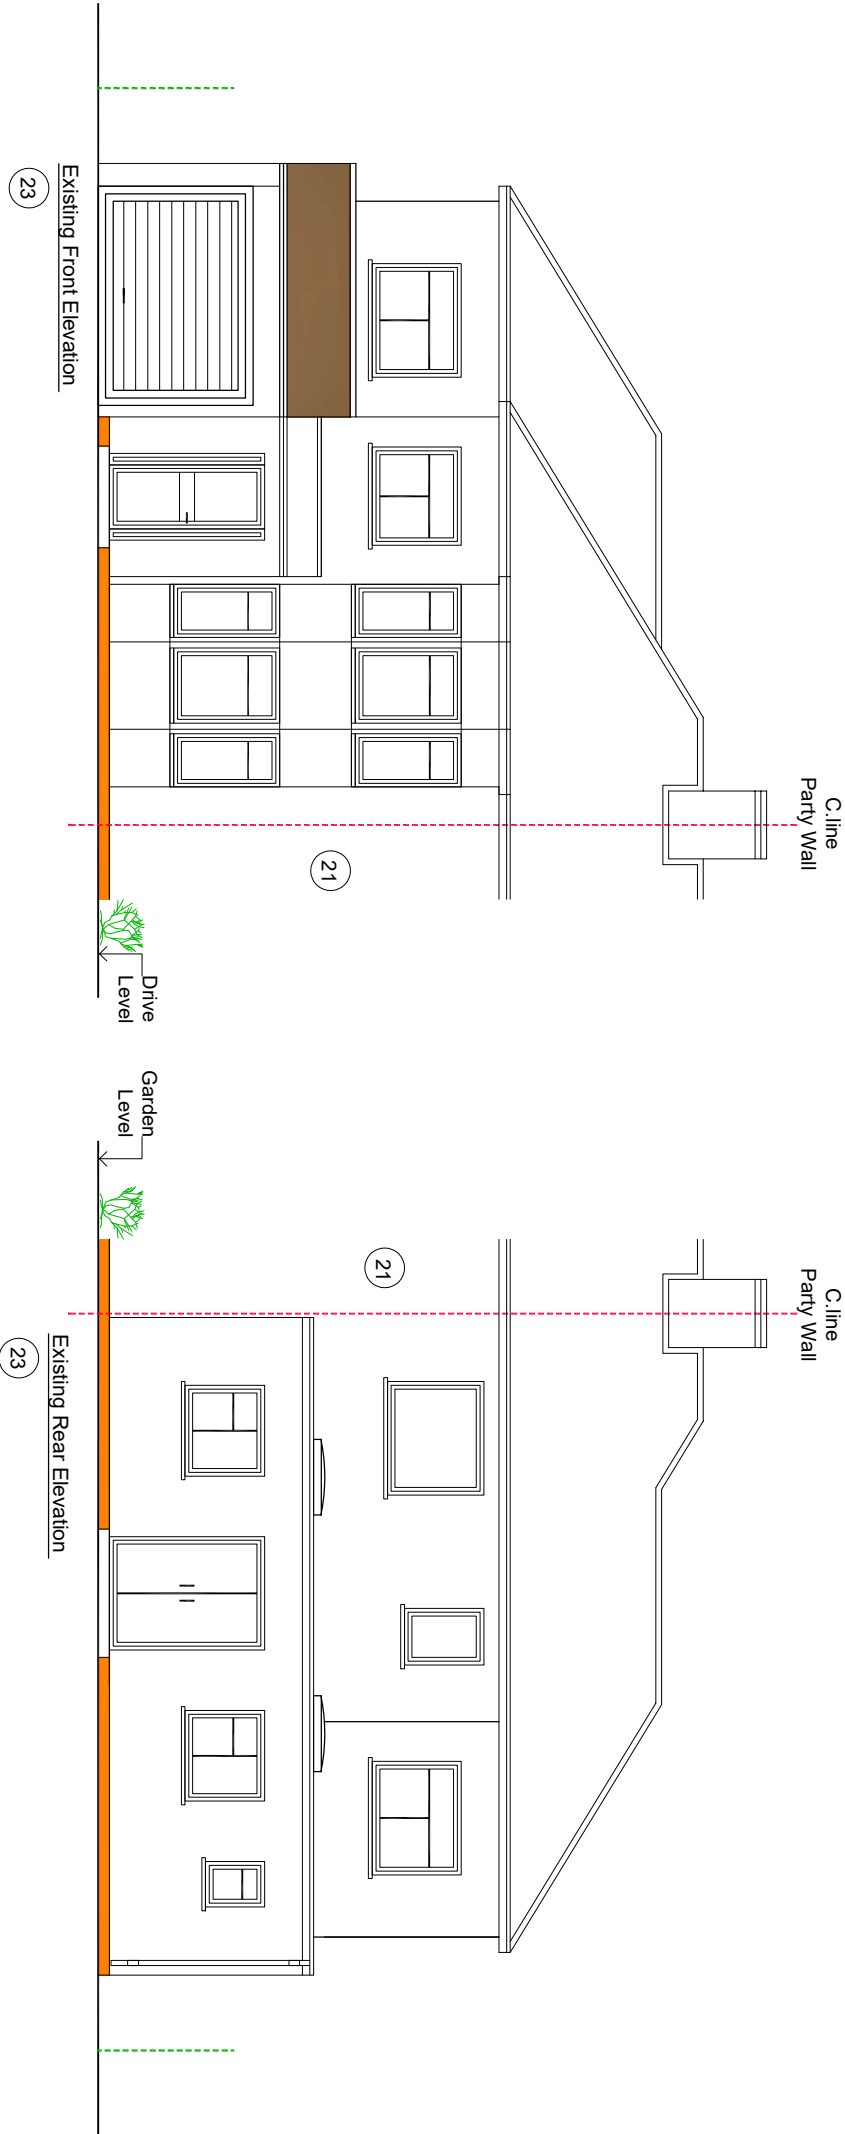 C.line
Party Wall
21
Drive
Level
Existing Front Elevation
23
C.line
Party Wall
21
Garden
Level
Existing Rear Elevation
23